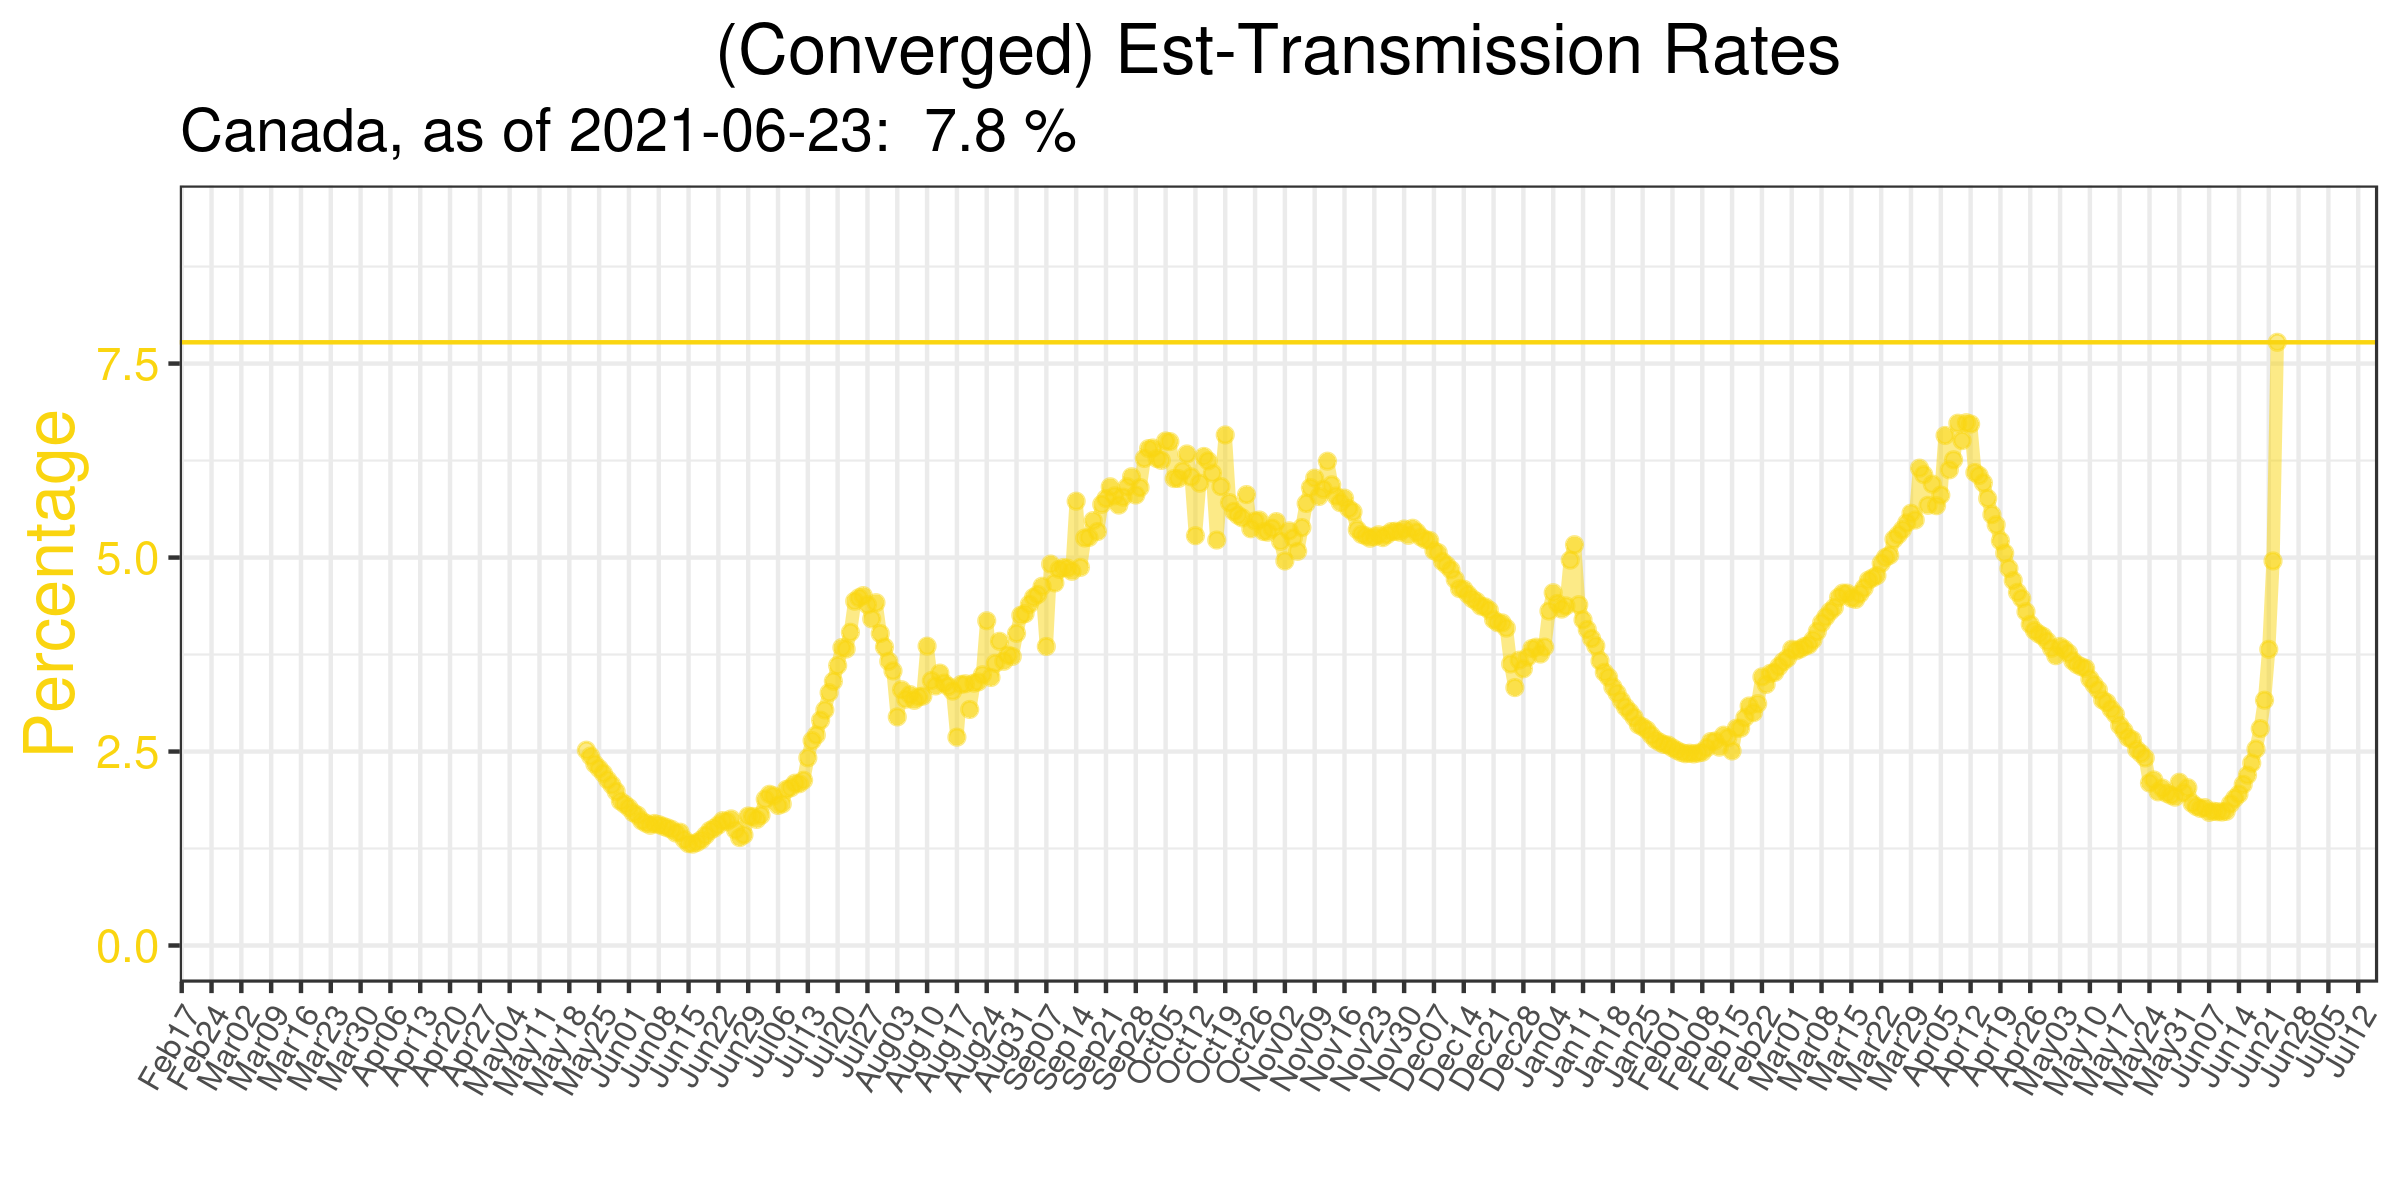 (Converged) Est-Transmission Rates
Canada, as of 2021-06-23:  7.8 %
Percentage
7.5
5.0
2.5
0.0
Feb17
Feb24
Mar02
Mar09
Mar16
Mar23
Mar30
Apr06
Apr13
Apr20
Apr27
May04
May11
May18
May25
Jun01
Jun08
Jun15
Jun22
Jun29
Jul06
Jul13
Jul20
Jul27
Aug03
Aug10
Aug17
Aug24
Aug31
Sep07
Sep14
Sep21
Sep28
Oct05
Oct12
Oct19
Oct26
Nov02
Nov09
Nov16
Nov23
Nov30
Dec07
Dec14
Dec21
Dec28
Jan04
Jan11
Jan18
Jan25
Feb01
Feb08
Feb15
Feb22
Mar01
Mar08
Mar15
Mar22
Mar29
Apr05
Apr12
Apr19
Apr26
May03
May10
May17
May24
May31
Jun07
Jun14
Jun21
Jun28
Jul05
Jul12